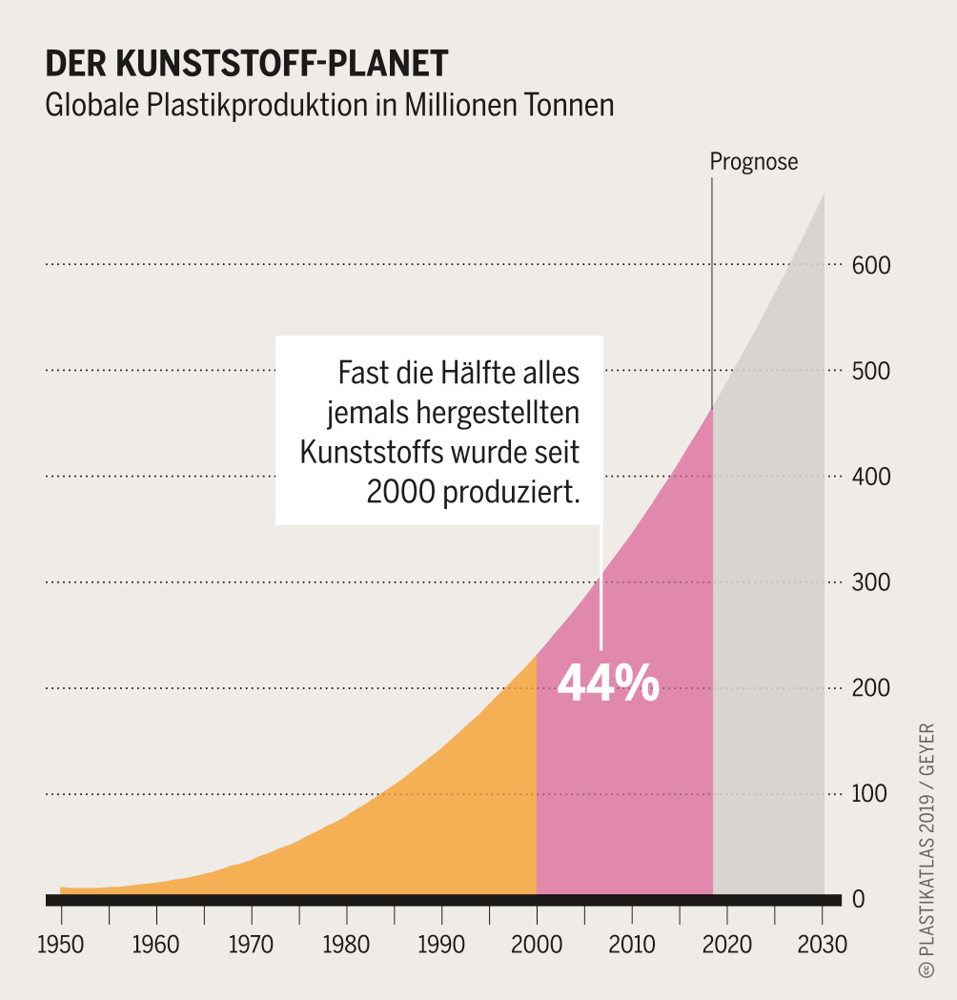 DER KUNSTSTOFF-PLANET
Globale Plastikproduktion in Millionen Tonnen
Prognose
600
500
Fast die Hälfte alles
jemals hergestellten
Kunststoffs wurde seit
2000 produziert.
400
300
44%
200
100
0
1950 1960 1970 1980 1990 2000 2010 2020 2030
cc PLASTIKATLAS 2019 / GEYER